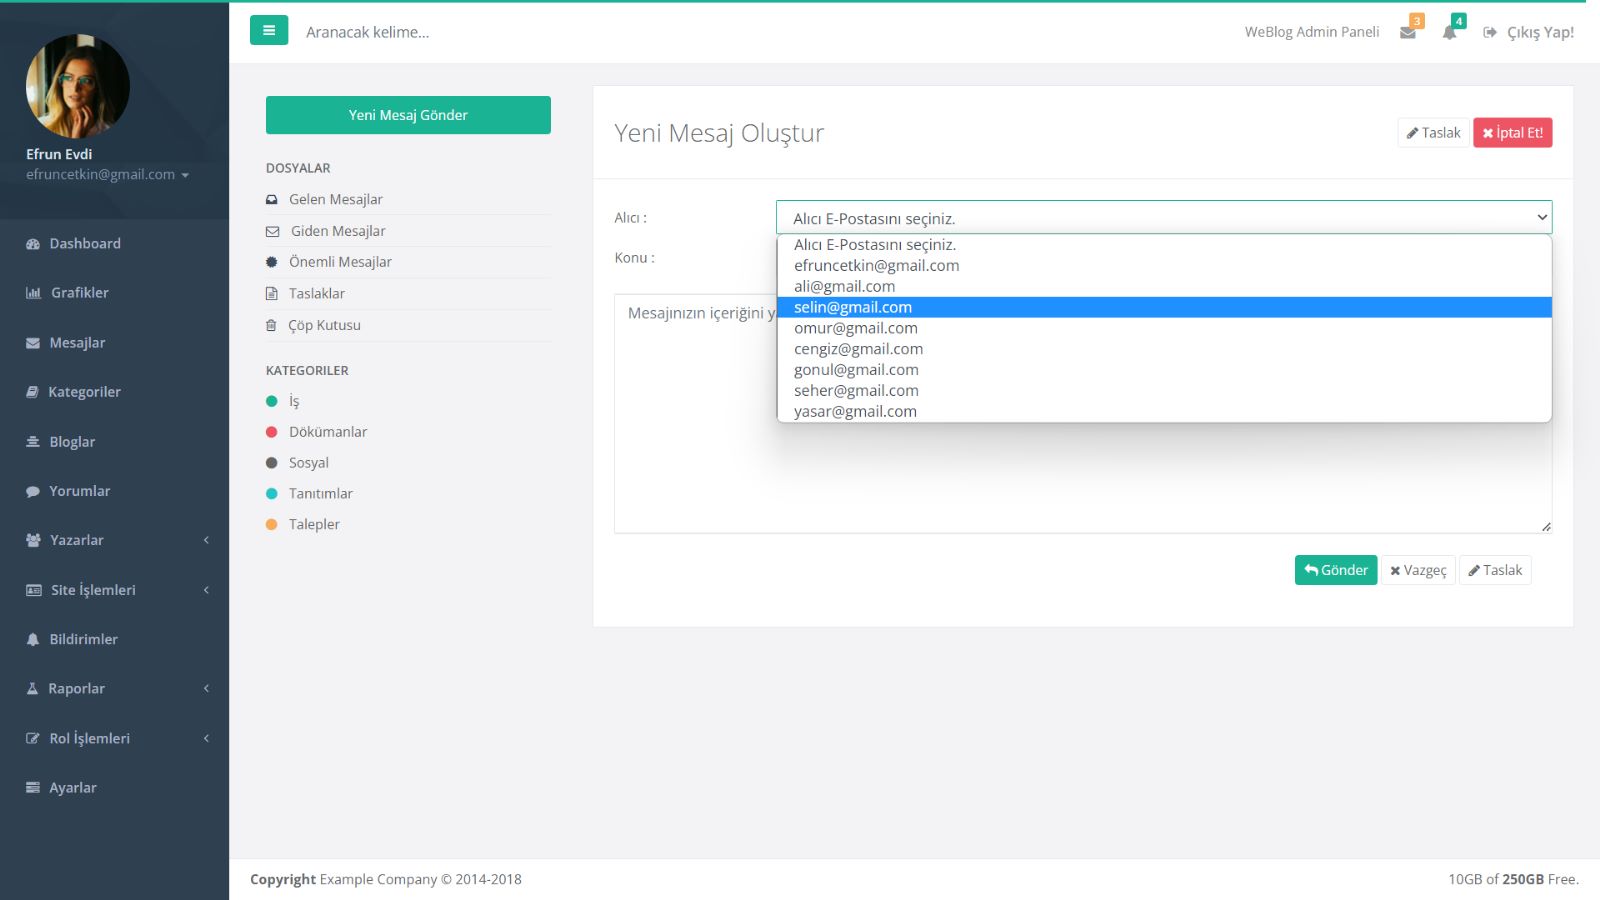 Efrun Evdi
efruncetkin@gmail.com
Dashboard
Grafikler
Mesajlar
Kategoriler
Bloglar
Yorumlar
Yazarlar
Site İşlemleri
Bildirimler
Raporlar
Rol İşlemleri
Ayarlar
Aranacak kelime...
WeBlog Admin Paneli
3
4
Çıkış Yap!
Yeni Mesaj Gönder
DOSYALAR
Gelen Mesajlar
Giden Mesajlar
Önemli Mesajlar
Taslaklar
Çöp Kutusu
KATEGORILER
İş
Dökümanlar
Sosyal
Tanıtımlar
Talepler
Yeni Mesaj Oluştur
Taslak
İptal Et!
Alıcı :
Alıcı E-Postasını seçiniz.
Alıcı E-Postasını seçiniz.
efruncetkin@gmail.com
ali@gmail.com
selin@gmail.com
omur@gmail.com
cengiz@gmail.com
gonul@gmail.com
seher@gmail.com
yasar@gmail.com
Konu :
Mesajınızın içeriğini y
Gönder
Vazgeç
Taslak
Copyright Example Company © 2014-2018
10GB of 250GB Free.